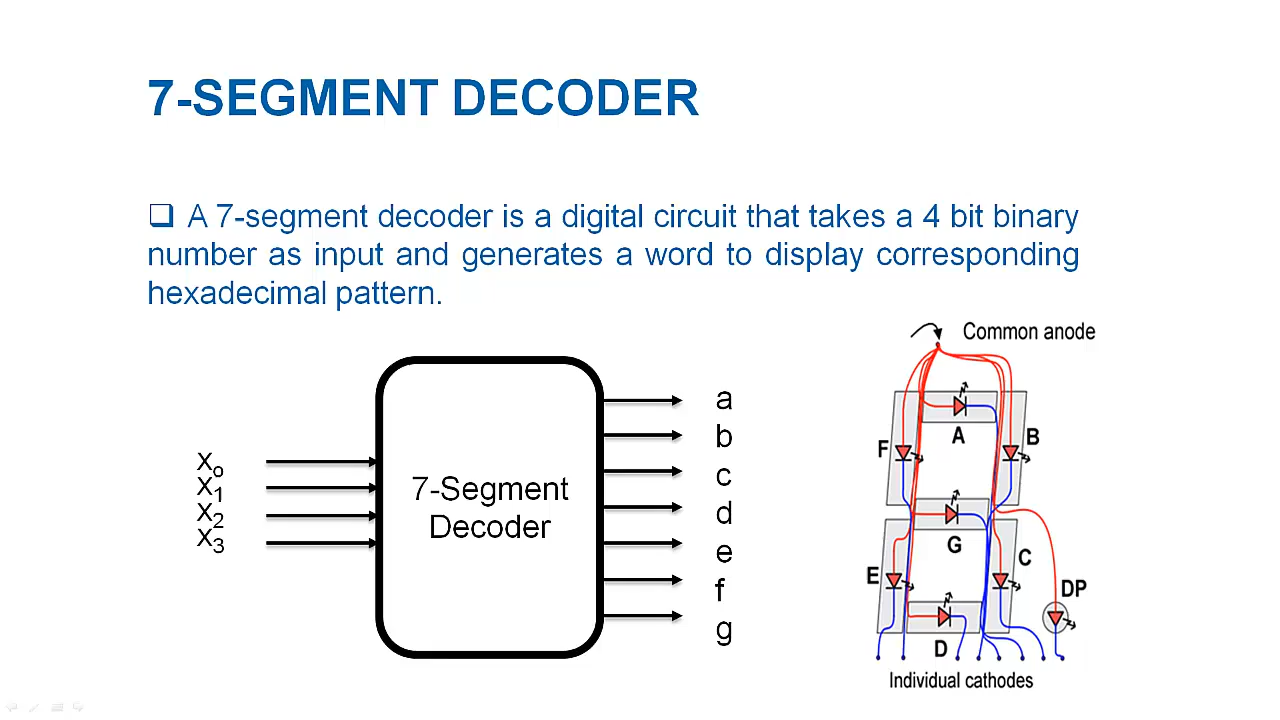 7-SEGMENT DECODER
❑ A 7-segment decoder is a digital circuit that takes a 4 bit binary
number as input and generates a word to display corresponding
hexadecimal pattern.
Common anode
a
b
c
d
e
f
g
X₀
X₁
X₂
X₃
7-Segment
Decoder
A
B
F
G
C
E
DP
D
Individual cathodes